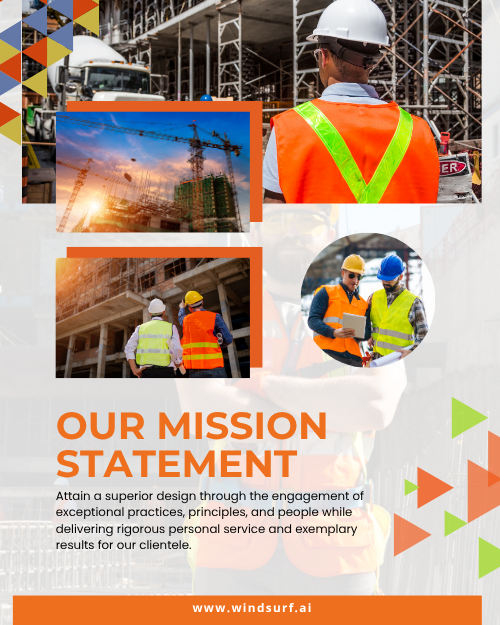 ER
OUR MISSION
STATEMENT
Attain a superior design through the engagement of
exceptional practices, principles, and people while
delivering rigorous personal service and exemplary
results for our clientele.
www.windsurf.ai